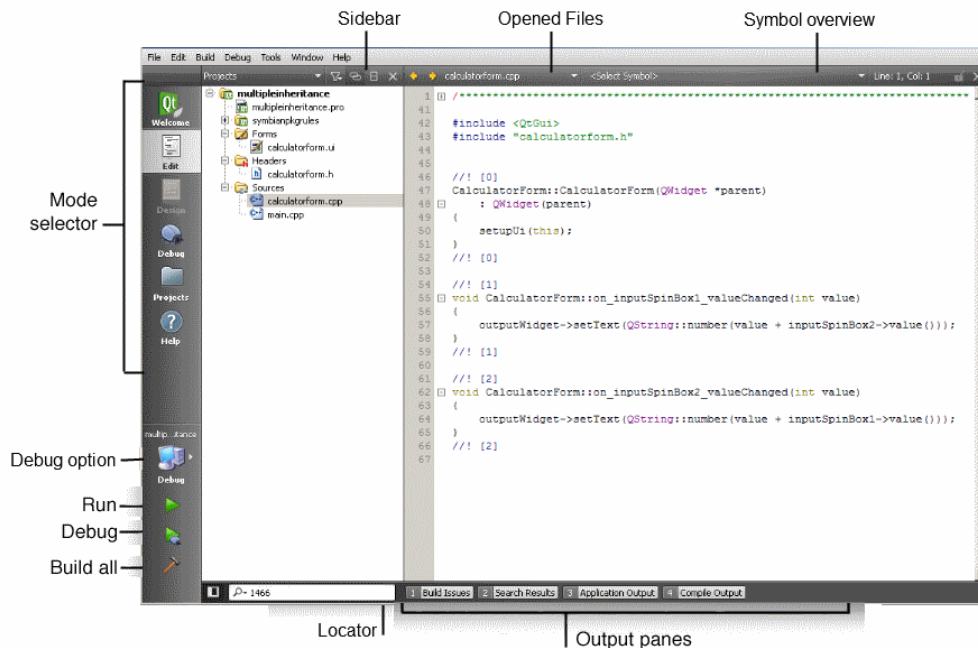 Sidebar
Opened Files
Symbol overview
File Edit Build Debug Tools Window Help
Projects
calculatorform.cpp
<Select Symbol>
Line: 1, Col: 1
Welcome
Edit
Design
Debug
Projects
Help
Mode
selector
multip...itance
Debug
Debug option
Run
Debug
Build all
multipleinheritance
multipleinheritance.pro
symbianpkgrules
Forms
calculatorform.ui
Headers
calculatorform.h
Sources
calculatorform.cpp
main.cpp
41
42 #include <QtGui>
43 #include "calculatorform.h"
44
45
46 //! [0]
47 CalculatorForm::CalculatorForm(QWidget *parent)
48 : QWidget(parent)
49 {
50 setupUi(this);
51 }
52 //! [0]
53
54 //! [1]
55 void CalculatorForm::on_inputSpinBox1_valueChanged(int value)
56 {
57 outputWidget->setText(QString::number(value + inputSpinBox2->value()));
58 }
59 //! [1]
60
61 //! [2]
62 void CalculatorForm::on_inputSpinBox2_valueChanged(int value)
63 {
64 outputWidget->setText(QString::number(value + inputSpinBox1->value()));
65 }
66 //! [2]
67
1466
1 Build Issues 2 Search Results 3 Application Output 4 Compile Output
Locator
Output panes